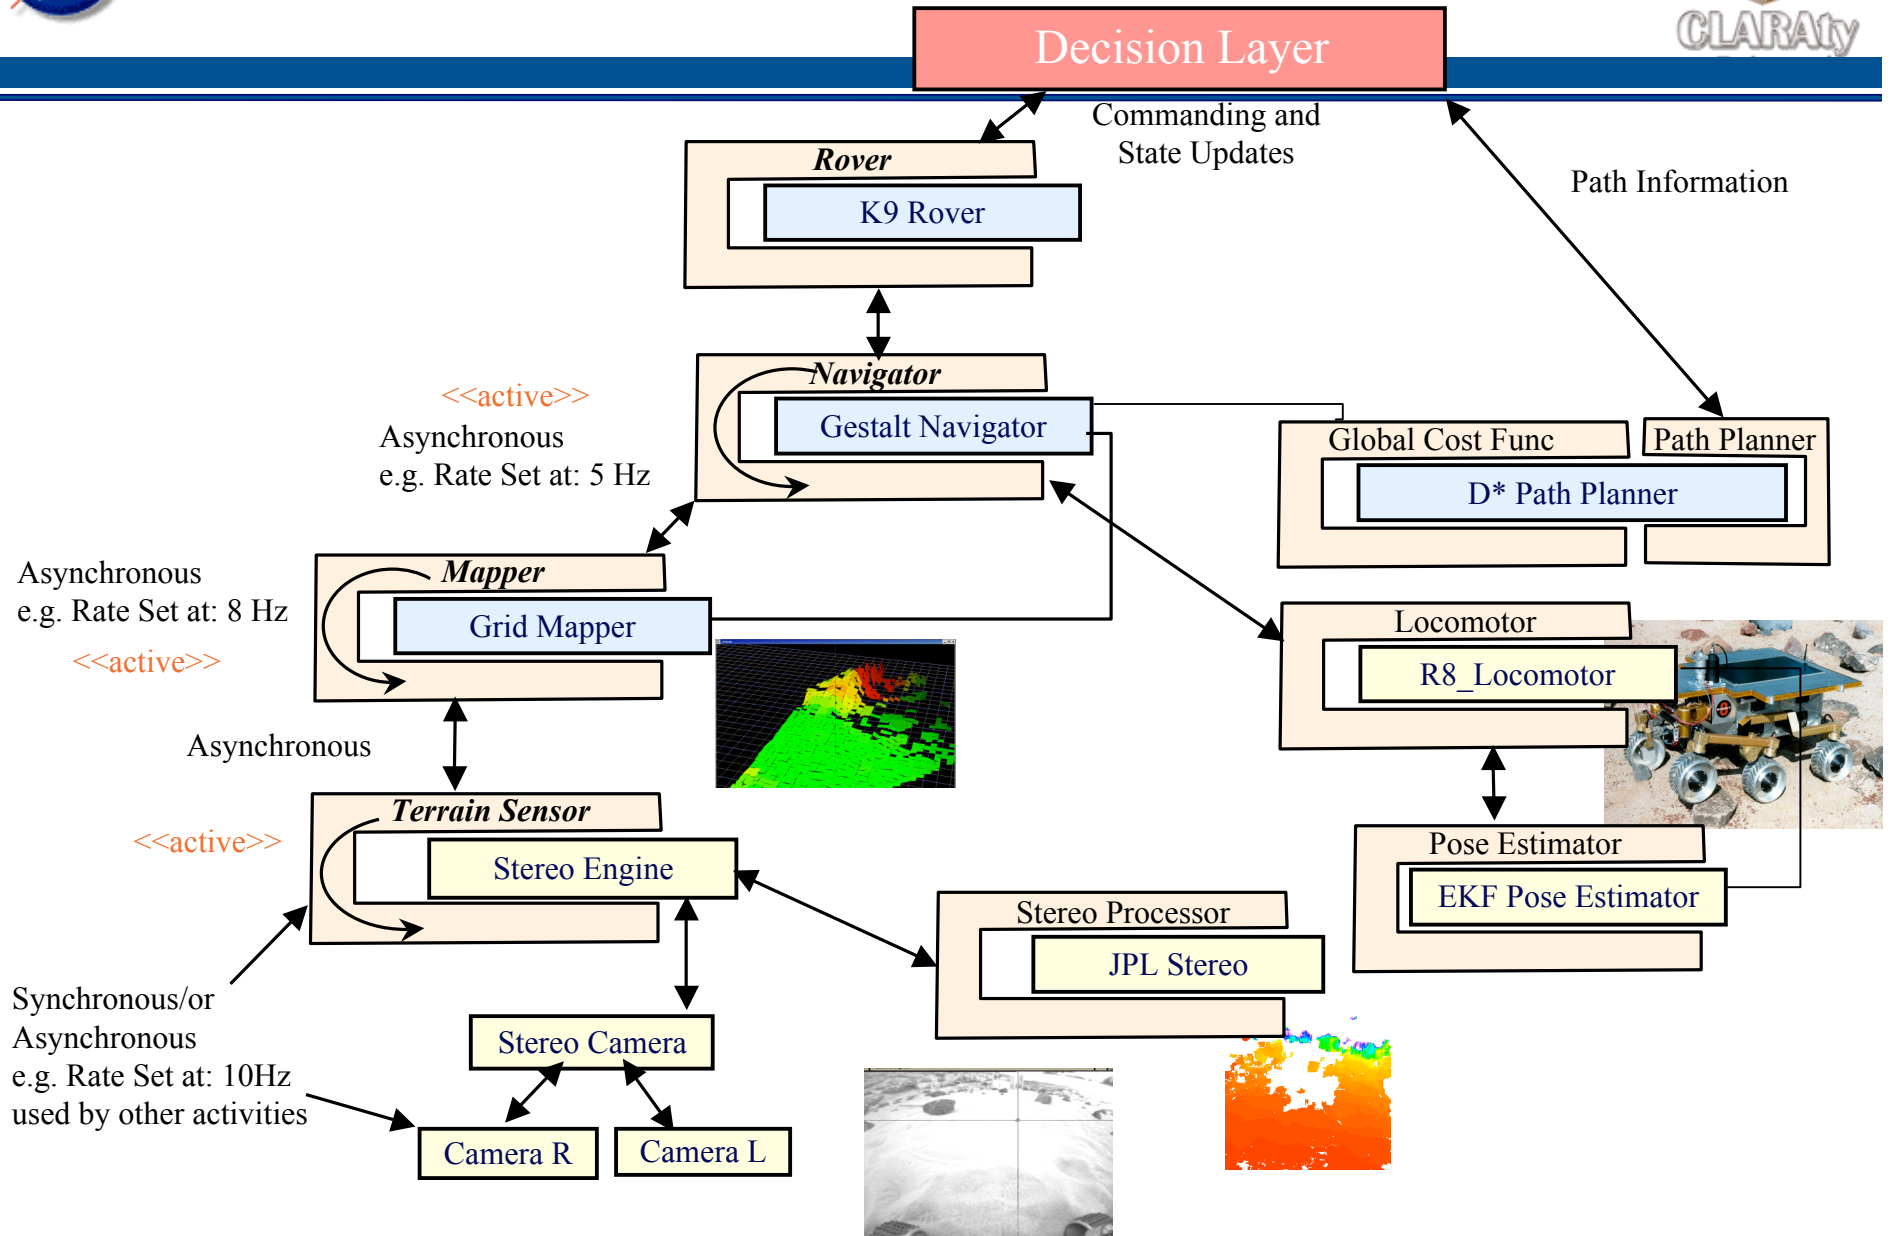 CLARAty
Decision Layer
Commanding and
State Updates
Path Information
Rover
K9 Rover
<<active>>
Asynchronous
e.g. Rate Set at: 5 Hz
Navigator
Gestalt Navigator
Global Cost Func
Path Planner
D* Path Planner
Asynchronous
e.g. Rate Set at: 8 Hz
<<active>>
Mapper
Grid Mapper
Locomotor
R8_Locomotor
Asynchronous
<<active>>
Terrain Sensor
Stereo Engine
Pose Estimator
EKF Pose Estimator
Stereo Processor
JPL Stereo
Synchronous/or
Asynchronous
e.g. Rate Set at: 10Hz
used by other activities
Stereo Camera
Camera R
Camera L